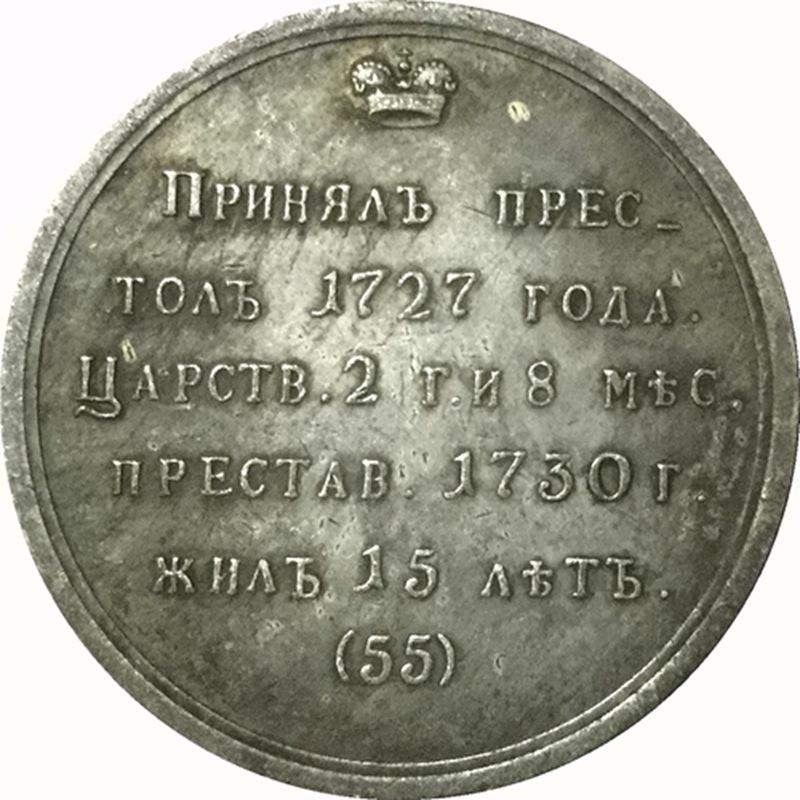 Принялъ прес-
толъ 1727 года.
Царств. 2 г. и 8 мѣс.
престав. 1730 г.
жилъ 15 лѣтъ.
(55)